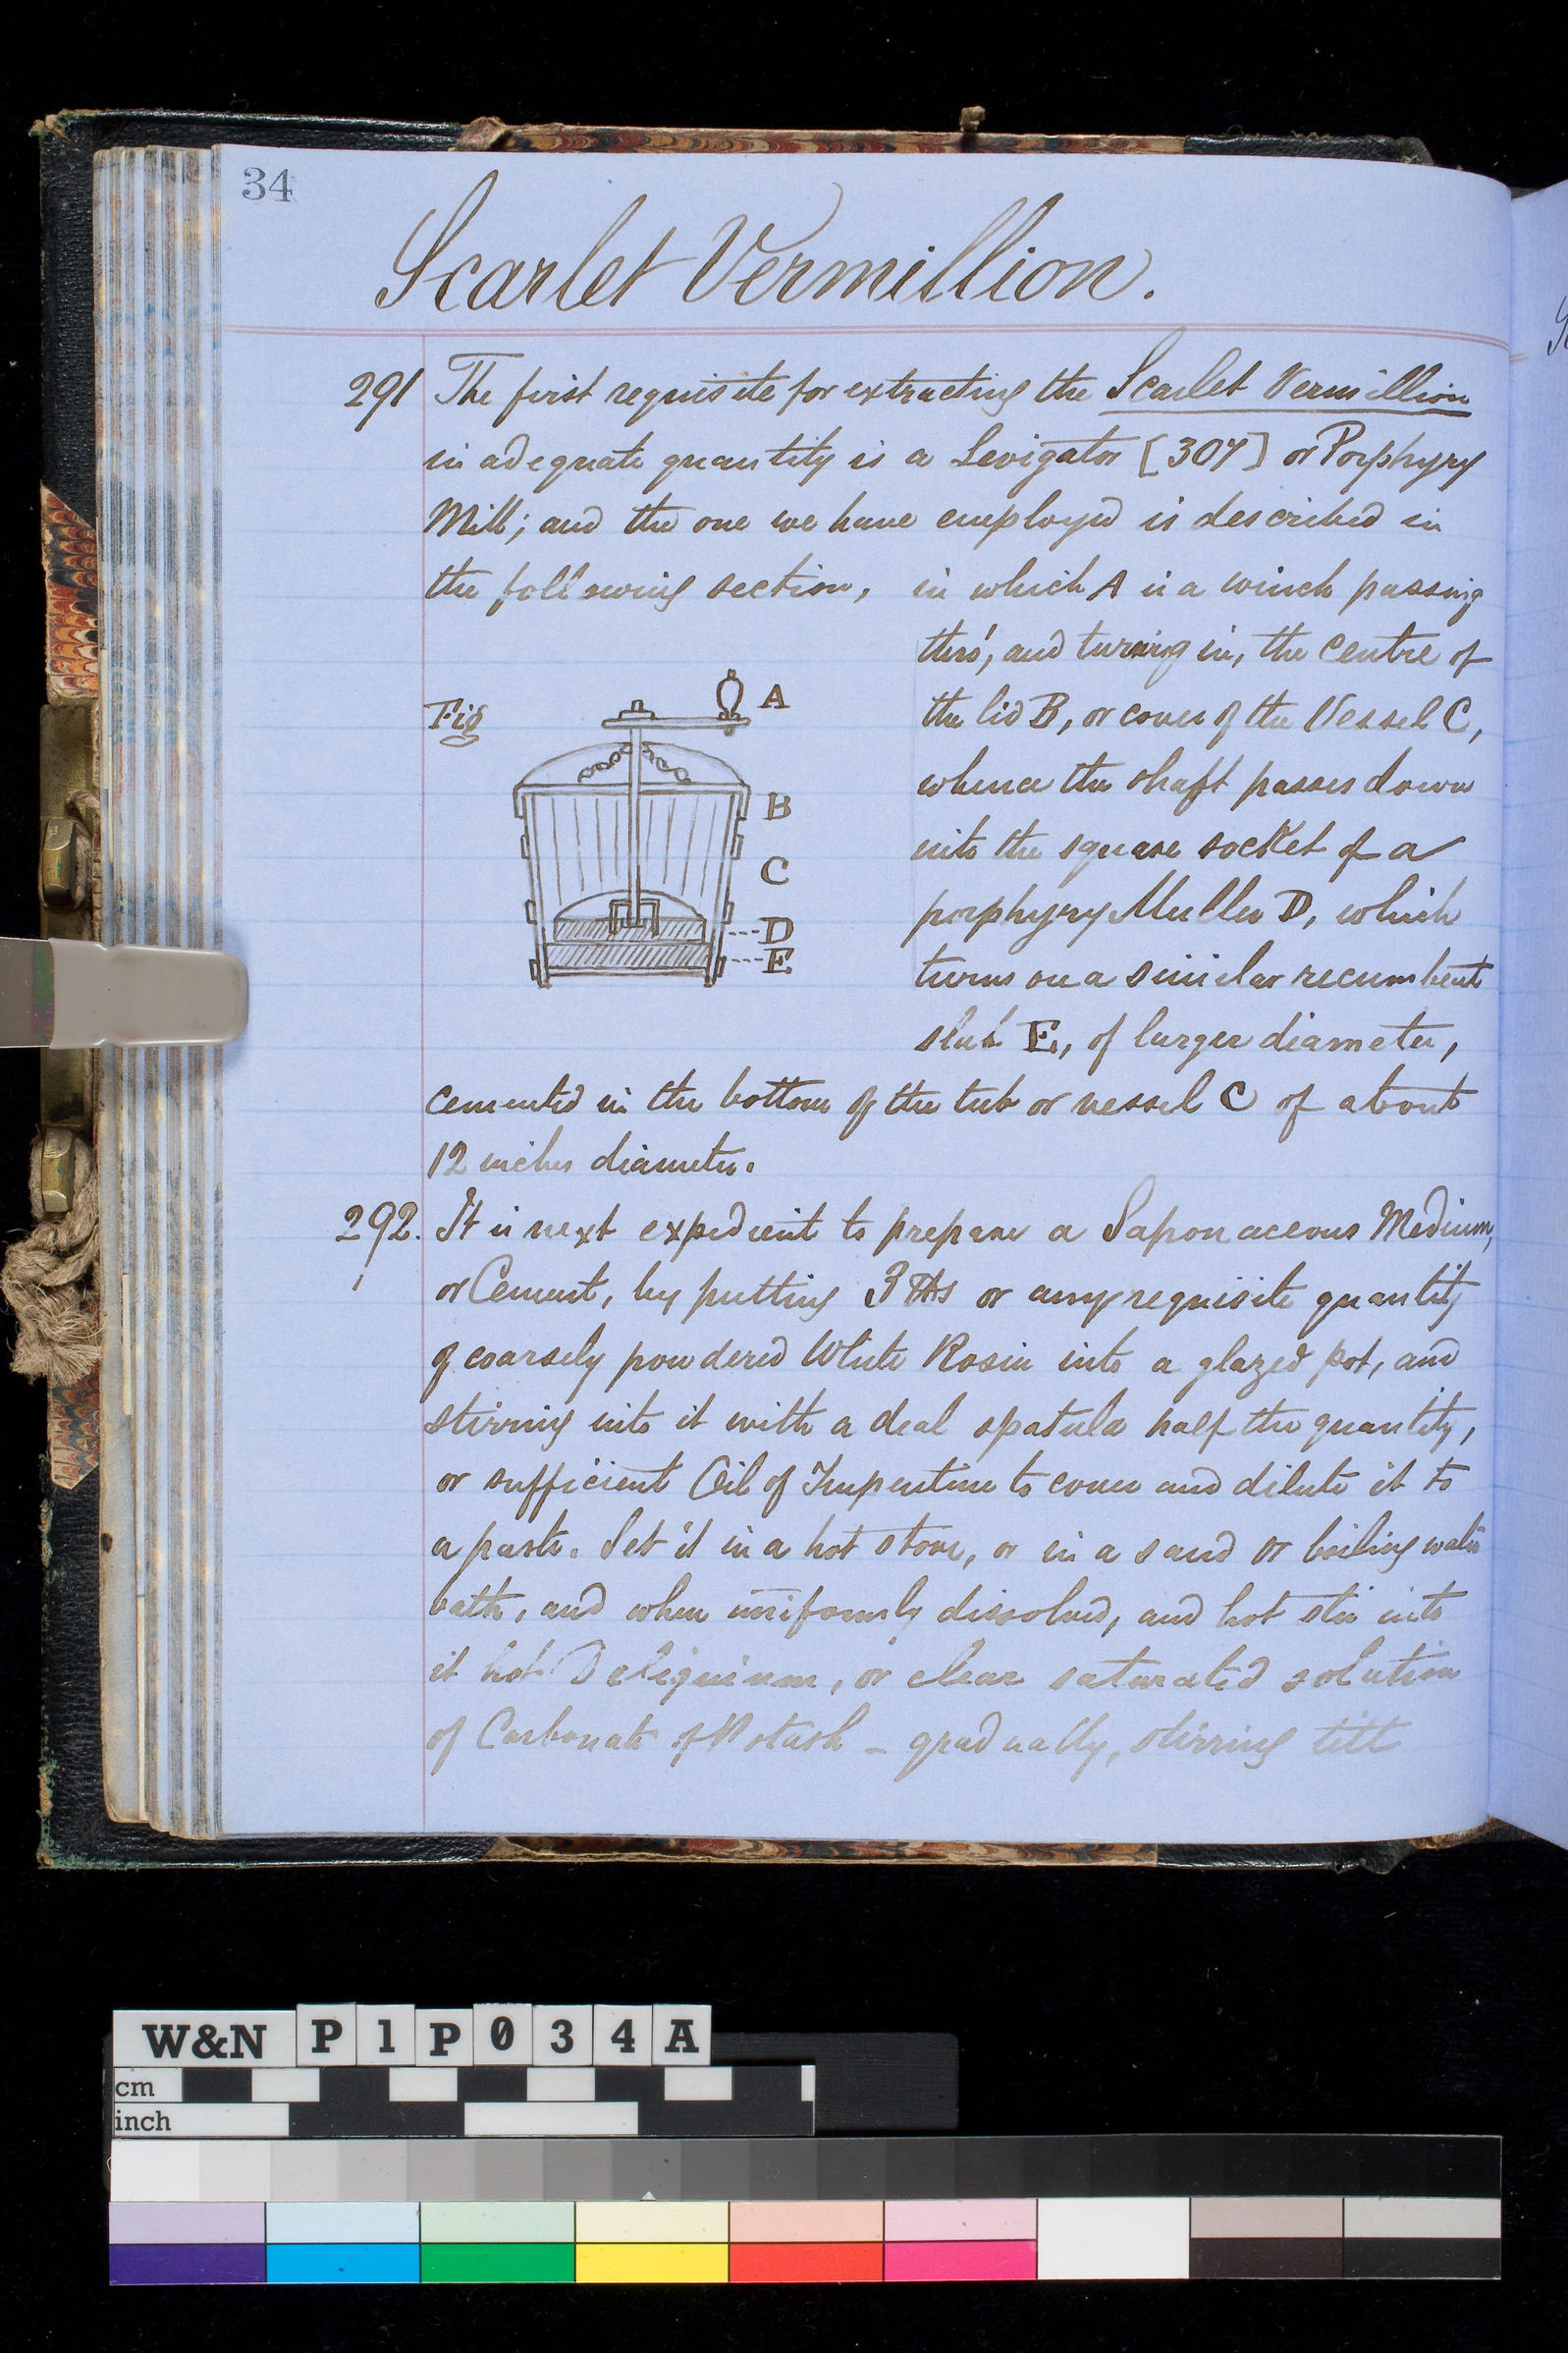 34
Scarlet Vermillion.
291 The first requisite for extracting the Scarlet Vermillion
in adequate quantity is a Levigator [304] or Porphyry
Mill; and the one we have employed is described in
the following section, in which A is a winch passing
thro', and turning in, the centre of
the lid B, or cover of the Vessel C,
whence the shaft passes down
into the square socket of a
porphyry Muller D, which
turns on a similar recumbent
slab E, of larger diameter,
Fig
A
B
C
D
E
cemented in the bottom of the tub or vessel C of about
12 inches diameter.
292. It is next expedient to prepare a Saponaceous Medium,
or Cement, by putting 3 lbs or any requisite quantity
of coarsely powdered White Rosin into a glazed pot, and
stirring into it with a deal spatula half the quantity,
or sufficient Oil of Turpentine to cover and dilute it to
a paste. Set it in a hot stove, or in a sand or boiling water
bath, and when uniformly dissolved, and hot stir into
it hot Deliquium, or clear saturated solution
of Carbonate of Potash – gradually, stirring till
W&N P1P034A
cm
inch